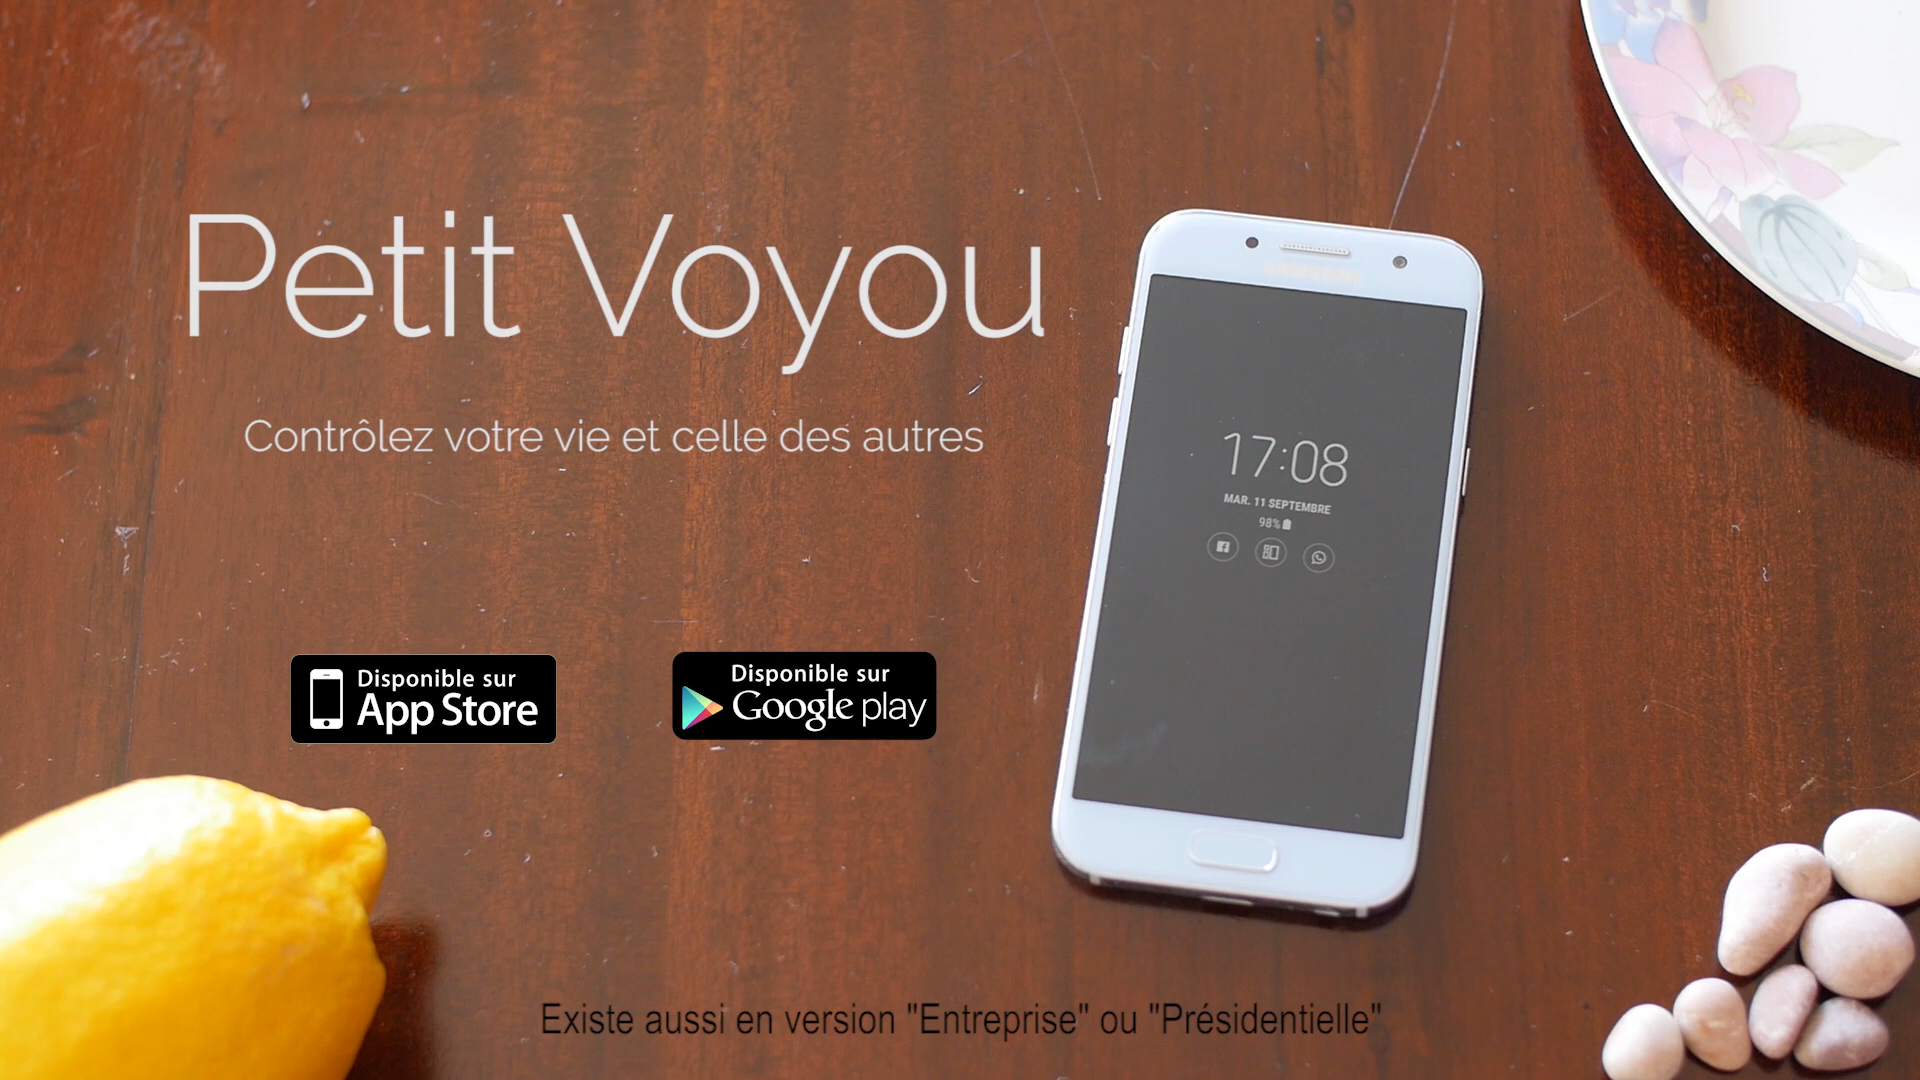 Petit Voyou
Contrôlez votre vie et celle des autres
17:08
MAR. 11 SEPTEMBRE
98%
Disponible sur
App Store
Disponible sur
Google play
Existe aussi en version "Entreprise" ou "Présidentielle"